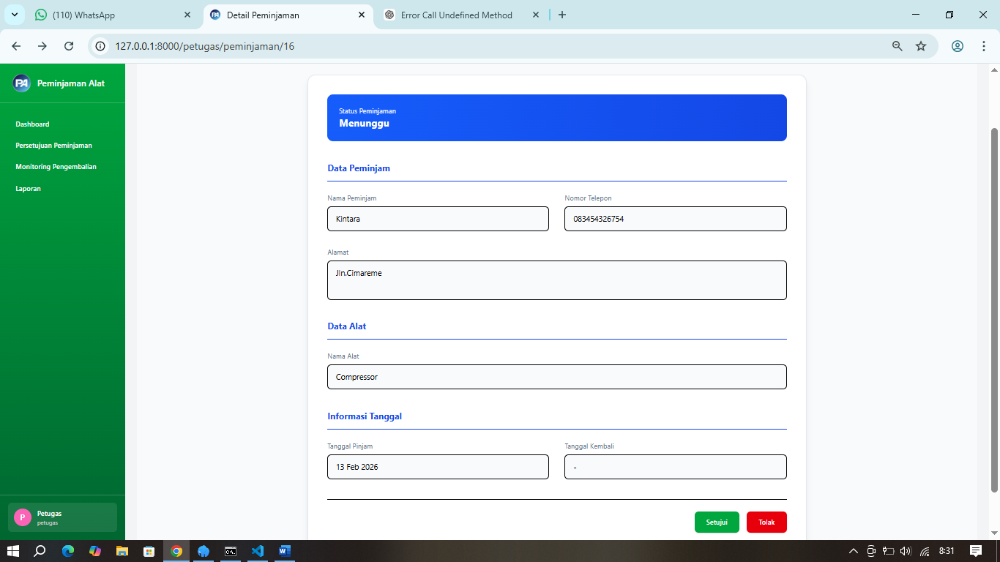 (110) WhatsApp
Detail Peminjaman
Error Call Undefined Method
127.0.0.1:8000/petugas/peminjaman/16
PA Peminjaman Alat
Dashboard
Persetujuan Peminjaman
Monitoring Pengembalian
Laporan
Status Peminjaman
Menunggu
Data Peminjam
Nama Peminjam Nomor Telepon
Kintara 083454326754
Alamat
Jln.Cimareme
Data Alat
Nama Alat
Compressor
Informasi Tanggal
Tanggal Pinjam Tanggal Kembali
13 Feb 2026 -
Setujui Tolak
P Petugas
petugas
8:31